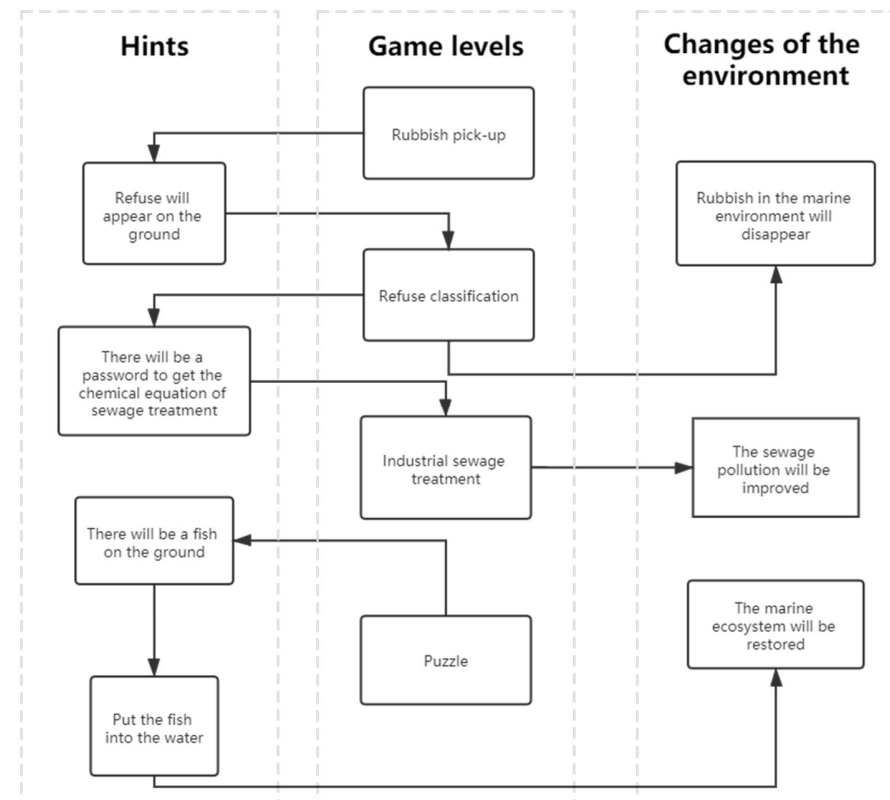 Hints
Game levels
Changes of the
environment
Rubbish pick-up
Refuse will
appear on the
ground
Rubbish in the marine
environment will
disappear
Refuse classification
There will be a
password to get the
chemical equation of
sewage treatment
Industrial sewage
treatment
The sewage
pollution will be
improved
There will be a fish
on the ground
The marine
ecosystem will be
restored
Puzzle
Put the fish
into the water